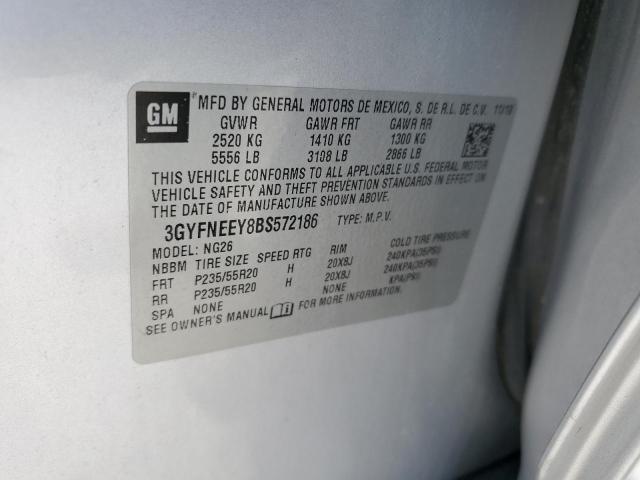 GM
MFD BY GENERAL MOTORS DE MEXICO, S. DE R.L. DE C.V. 11/10
GVWR GAWR FRT GAWR RR
2520 KG 1410 KG 1300 KG
5556 LB 3108 LB 2866 LB
THIS VEHICLE CONFORMS TO ALL APPLICABLE U.S. FEDERAL MOTOR
VEHICLE SAFETY AND THEFT PREVENTION STANDARDS IN EFFECT ON
THE DATE OF MANUFACTURE SHOWN ABOVE.
3GYFNEEY8BS572186 TYPE: M.P.V.
MODEL: NG26
NBBM TIRE SIZE SPEED RTG RIM COLD TIRE PRESSURE
FRT P235/55R20 H 20X8J 240KPA(35PSI)
RR P235/55R20 H 20X8J 240KPA(35PSI)
SPA NONE NONE KPA(PSI)
SEE OWNER'S MANUAL FOR MORE INFORMATION.